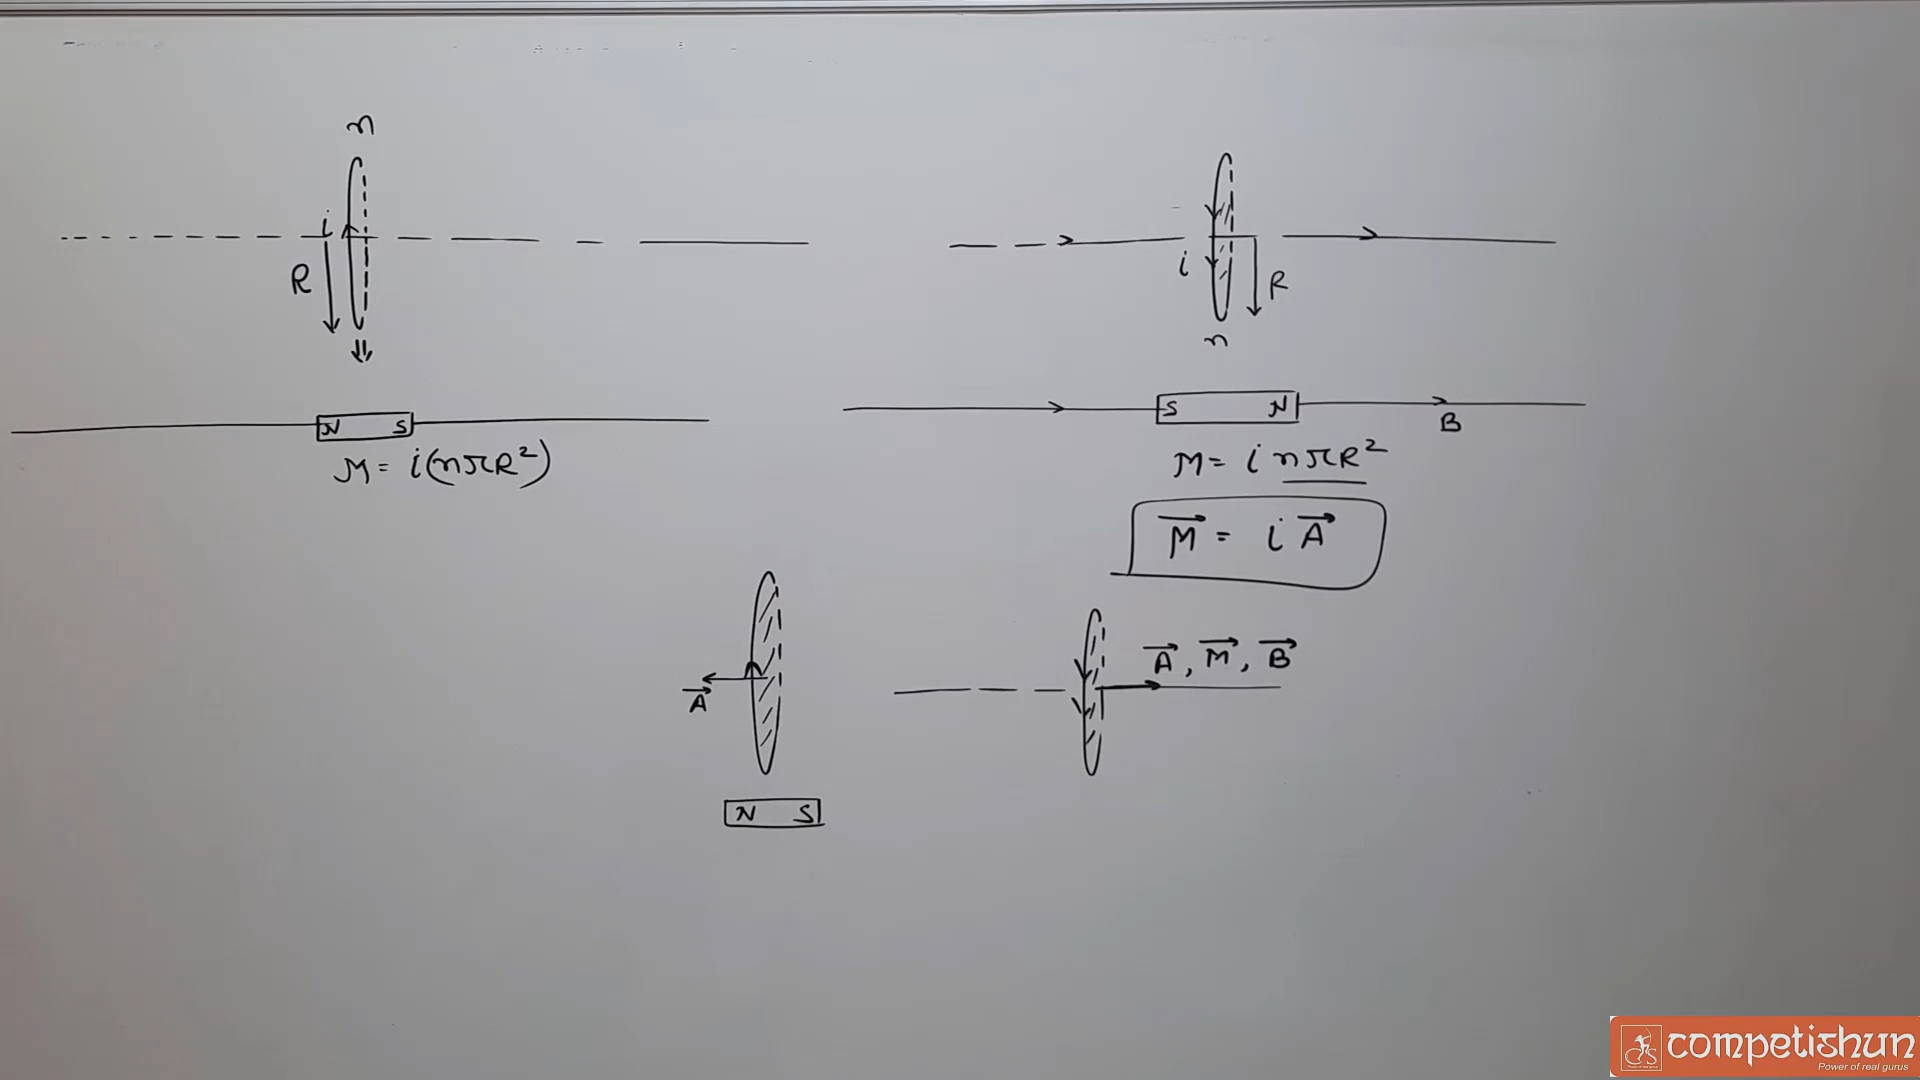 n
i
R
N S
M = i(nπR²)
i
R
n
S N
B
M = i nπR²
M⃗ = i A⃗
A⃗
N S
A⃗, M⃗, B⃗
competishun
Power of real gurus